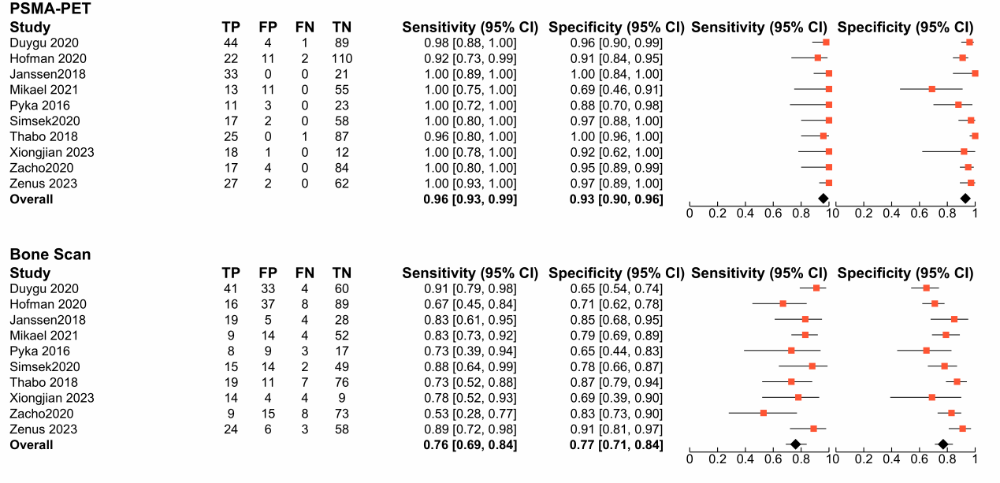 PSMA-PET
Study TP FP FN TN Sensitivity (95% CI) Specificity (95% CI) Sensitivity (95% CI) Specificity (95% CI)
Duygu 2020 44 4 1 89 0.98 [0.88, 1.00] 0.96 [0.90, 0.99]
Hofman 2020 22 11 2 110 0.92 [0.73, 0.99] 0.91 [0.84, 0.95]
Janssen2018 33 0 0 21 1.00 [0.89, 1.00] 1.00 [0.84, 1.00]
Mikael 2021 13 11 0 55 1.00 [0.75, 1.00] 0.69 [0.46, 0.91]
Pyka 2016 11 3 0 23 1.00 [0.72, 1.00] 0.88 [0.70, 0.98]
Simsek2020 17 2 0 58 1.00 [0.80, 1.00] 0.97 [0.88, 1.00]
Thabo 2018 25 0 1 87 0.96 [0.80, 1.00] 1.00 [0.96, 1.00]
Xiongjian 2023 18 1 0 12 1.00 [0.78, 1.00] 0.92 [0.62, 1.00]
Zacho2020 17 4 0 84 1.00 [0.80, 1.00] 0.95 [0.89, 0.99]
Zenus 2023 27 2 0 62 1.00 [0.93, 1.00] 0.97 [0.89, 1.00]
Overall 0.96 [0.93, 0.99] 0.93 [0.90, 0.96]
0 0.2 0.4 0.6 0.8 1 0 0.2 0.4 0.6 0.8 1
Bone Scan
Study TP FP FN TN Sensitivity (95% CI) Specificity (95% CI) Sensitivity (95% CI) Specificity (95% CI)
Duygu 2020 41 33 4 60 0.91 [0.79, 0.98] 0.65 [0.54, 0.74]
Hofman 2020 16 37 8 89 0.67 [0.45, 0.84] 0.71 [0.62, 0.78]
Janssen2018 19 5 4 28 0.83 [0.61, 0.95] 0.85 [0.68, 0.95]
Mikael 2021 9 14 4 52 0.83 [0.73, 0.92] 0.79 [0.69, 0.89]
Pyka 2016 8 9 3 17 0.73 [0.39, 0.94] 0.65 [0.44, 0.83]
Simsek2020 15 14 2 49 0.88 [0.64, 0.99] 0.78 [0.66, 0.87]
Thabo 2018 19 11 7 76 0.73 [0.52, 0.88] 0.87 [0.79, 0.94]
Xiongjian 2023 14 4 4 9 0.78 [0.52, 0.93] 0.69 [0.39, 0.90]
Zacho2020 9 15 8 73 0.53 [0.28, 0.77] 0.83 [0.73, 0.90]
Zenus 2023 24 6 3 58 0.89 [0.72, 0.98] 0.91 [0.81, 0.97]
Overall 0.76 [0.69, 0.84] 0.77 [0.71, 0.84]
0 0.2 0.4 0.6 0.8 1 0 0.2 0.4 0.6 0.8 1